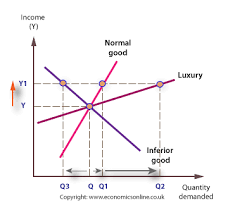 Income
(Y)
Normal
good
Luxury
Y1
Y
Inferior
good
Q3 Q Q1 Q2
Quantity
demanded
Copyright: www.economicsonline.co.uk